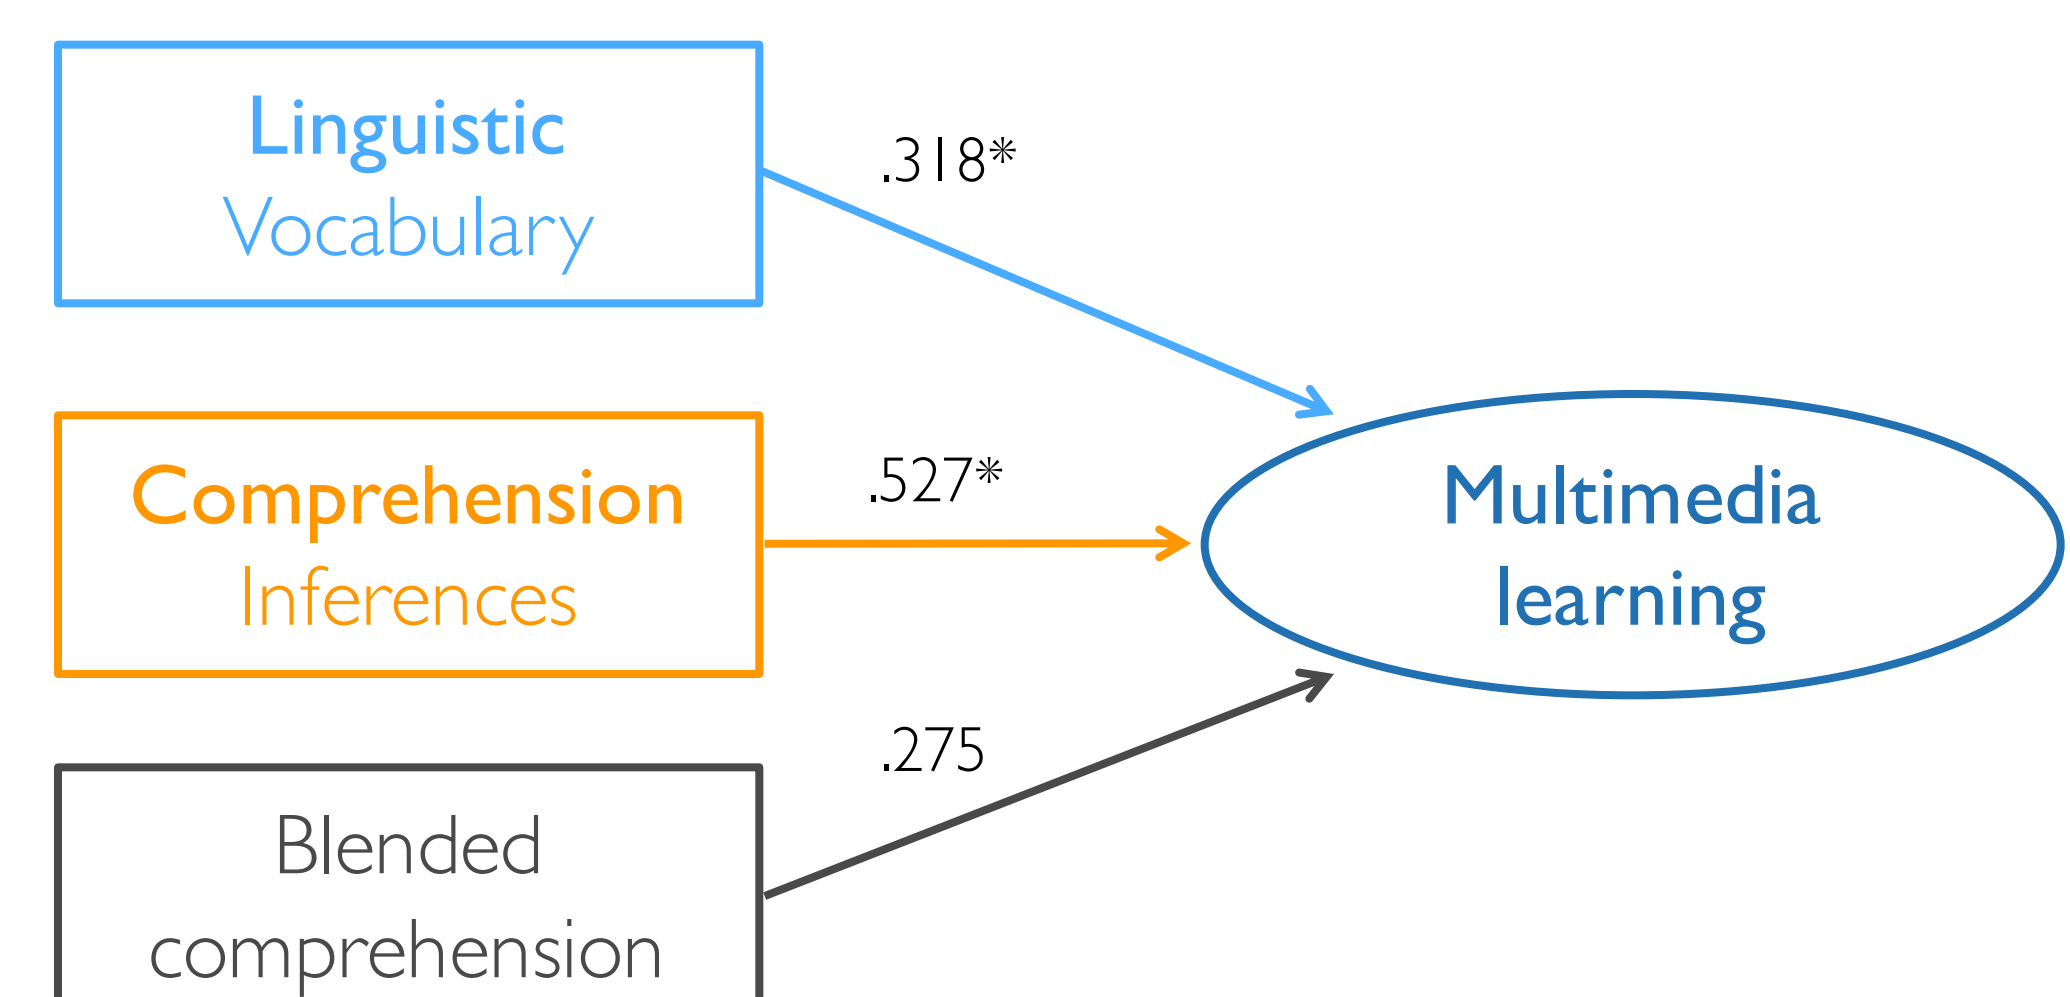 Linguistic
Vocabulary
.318*
Comprehension
Inferences
.527*
Multimedia
learning
.275
Blended
comprehension